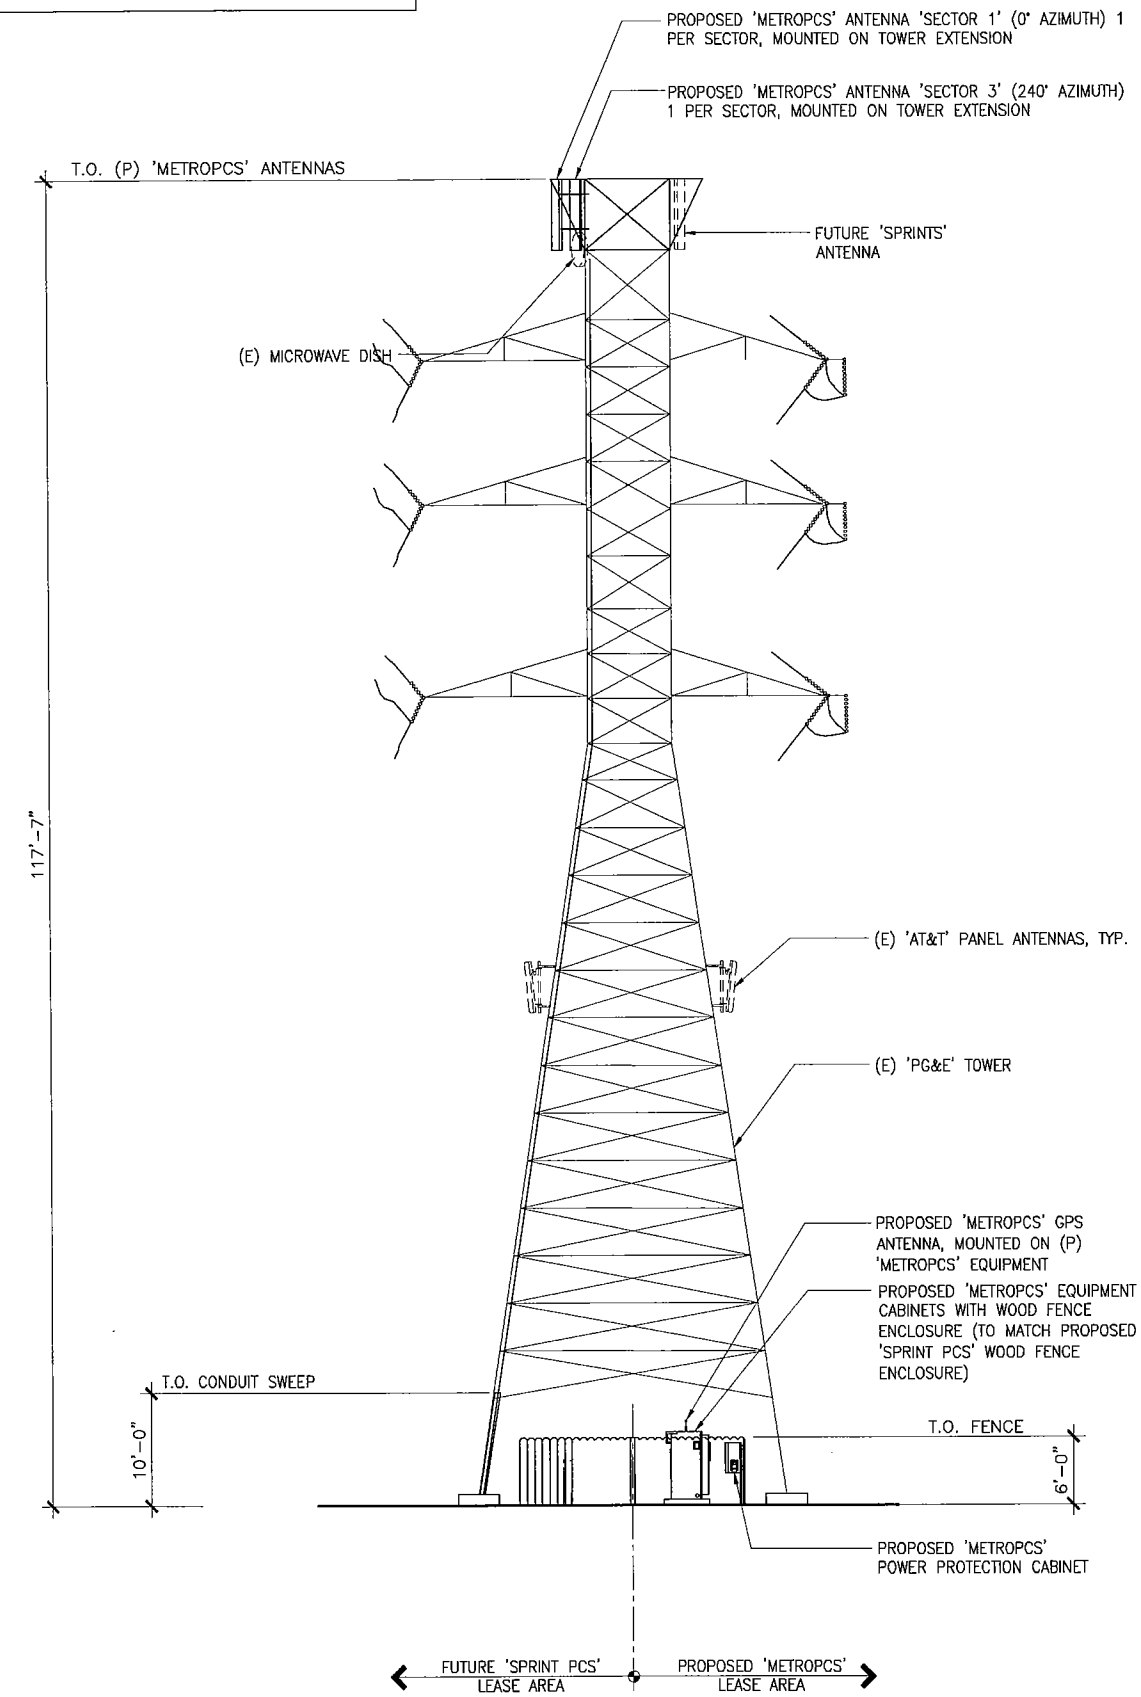 PROPOSED 'METROPCS' ANTENNA 'SECTOR 1' (0° AZIMUTH) 1
PER SECTOR, MOUNTED ON TOWER EXTENSION
PROPOSED 'METROPCS' ANTENNA 'SECTOR 3' (240° AZIMUTH)
1 PER SECTOR, MOUNTED ON TOWER EXTENSION
T.O. (P) 'METROPCS' ANTENNAS
FUTURE 'SPRINTS'
ANTENNA
(E) MICROWAVE DISH
117'-7"
(E) 'AT&T' PANEL ANTENNAS, TYP.
(E) 'PG&E' TOWER
PROPOSED 'METROPCS' GPS
ANTENNA, MOUNTED ON (P)
'METROPCS' EQUIPMENT
PROPOSED 'METROPCS' EQUIPMENT
CABINETS WITH WOOD FENCE
ENCLOSURE (TO MATCH PROPOSED
'SPRINT PCS' WOOD FENCE
ENCLOSURE)
T.O. CONDUIT SWEEP
10'-0"
T.O. FENCE
6'-0"
PROPOSED 'METROPCS'
POWER PROTECTION CABINET
FUTURE 'SPRINT PCS'
LEASE AREA
PROPOSED 'METROPCS'
LEASE AREA